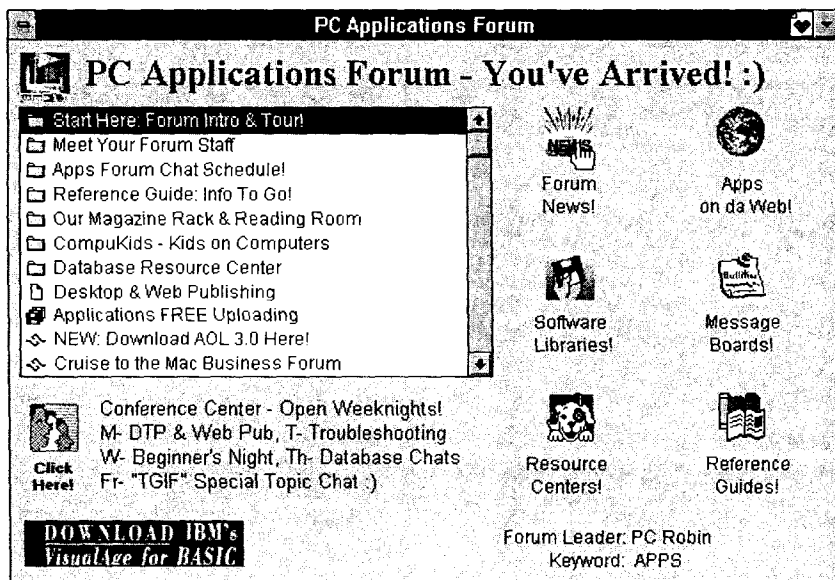 PC Applications Forum
PC Applications Forum - You've Arrived! :)
Start Here: Forum Intro & Tour!
Meet Your Forum Staff
Apps Forum Chat Schedule!
Reference Guide: Info To Go!
Our Magazine Rack & Reading Room
CompuKids - Kids on Computers
Database Resource Center
Desktop & Web Publishing
Applications FREE Uploading
NEW: Download AOL 3.0 Here!
Cruise to the Mac Business Forum
NEWS
Forum
News!
Apps
on da Web!
Software
Libraries!
Message
Boards!
Resource
Centers!
Reference
Guides!
Click
Here!
Conference Center - Open Weeknights!
M- DTP & Web Pub, T- Troubleshooting
W- Beginner's Night, Th- Database Chats
Fr- "TGIF" Special Topic Chat :)
DOWNLOAD IBM's
VisualAge for BASIC
Forum Leader: PC Robin
Keyword: APPS